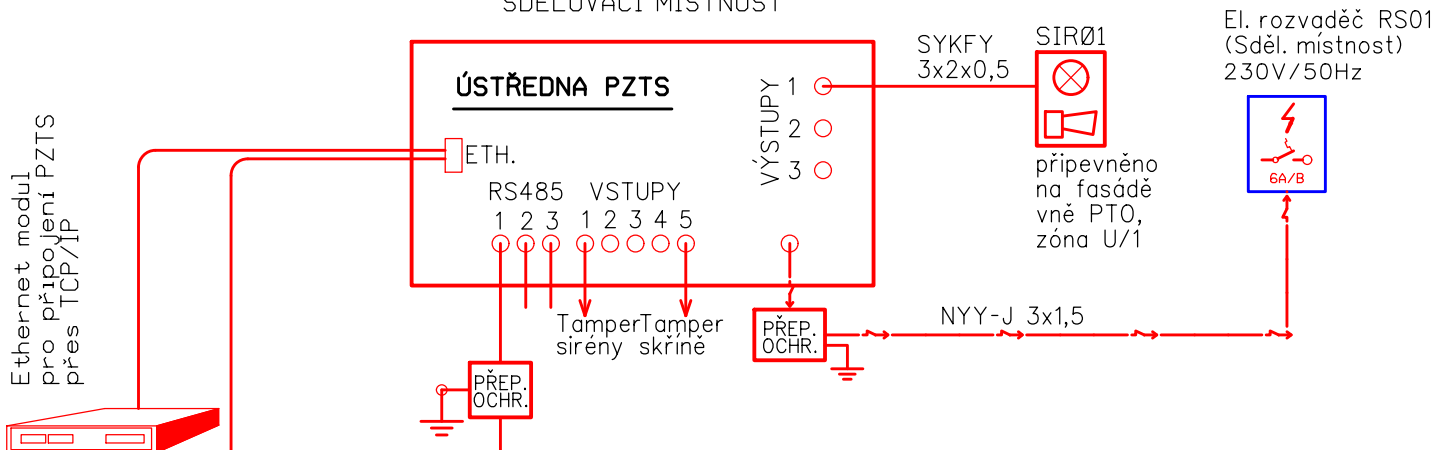 SDĚLOVACÍ MÍSTNOST
ÚSTŘEDNA PZTS
ETH.
RS485 VSTUPY
1 2 3 1 2 3 4 5
VÝSTUPY
1
2
3
SYKFY
3x2x0,5
SIRØ1
připevněno
na fasádě
vně PTO,
zóna U/1
El. rozvaděč RS01
(Sděl. místnost)
230V/50Hz
6A/B
Ethernet modul
pro připojení PZTS
přes TCP/IP
Tamper
sirény
Tamper
skříně
PŘEP.
OCHR.
NYY-J 3x1,5
PŘEP.
OCHR.